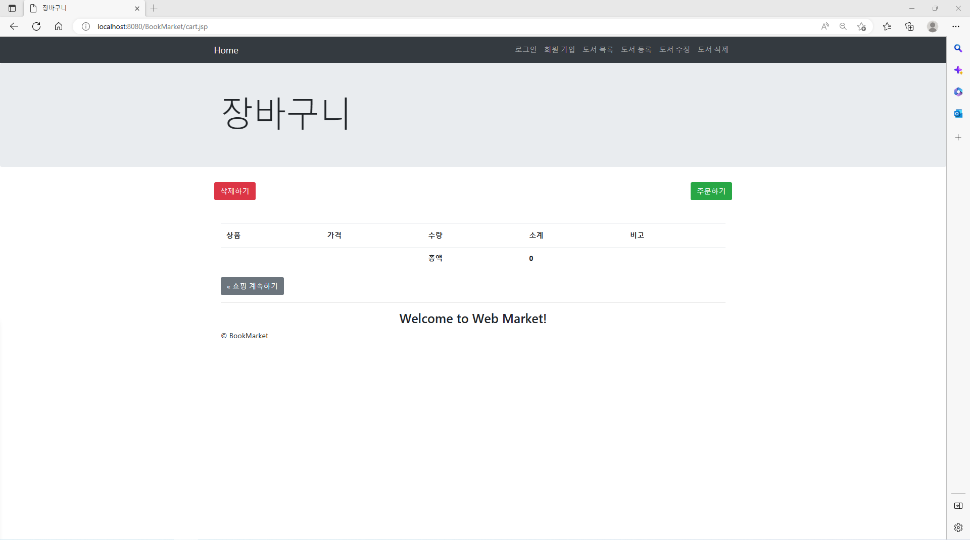 장바구니
localhost:8080/BookMarket/cart.jsp
Home 로그인 회원 가입 도서 목록 도서 등록 도서 수정 도서 삭제
장바구니
삭제하기 주문하기
상품 가격 수량 소계 비고
총액 0
« 쇼핑 계속하기
Welcome to Web Market!
© BookMarket